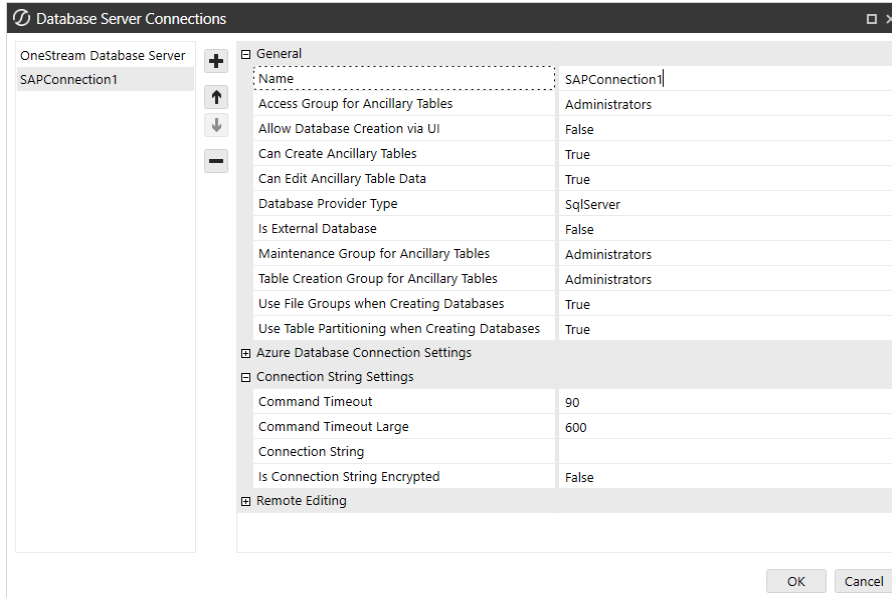 Database Server Connections
OneStream Database Server
SAPConnection1
General
Name SAPConnection1
Access Group for Ancillary Tables Administrators
Allow Database Creation via UI False
Can Create Ancillary Tables True
Can Edit Ancillary Table Data True
Database Provider Type SqlServer
Is External Database False
Maintenance Group for Ancillary Tables Administrators
Table Creation Group for Ancillary Tables Administrators
Use File Groups when Creating Databases True
Use Table Partitioning when Creating Databases True
Azure Database Connection Settings
Connection String Settings
Command Timeout 90
Command Timeout Large 600
Connection String
Is Connection String Encrypted False
Remote Editing
OK Cancel